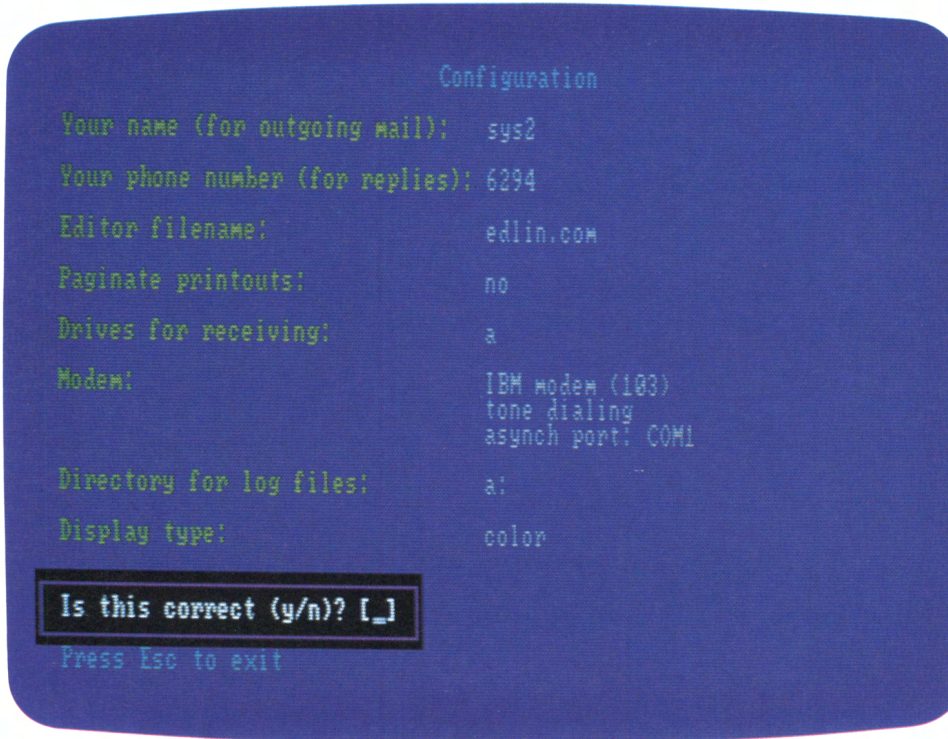 Configuration
Your name (for outgoing mail): sys2
Your phone number (for replies): 6294
Editor filename: edlin.com
Paginate printouts: no
Drives for receiving: a
Modem: IBM modem (103)
tone dialing
asynch port: COM1
Directory for log files: a:
Display type: color
Is this correct (y/n)? [_]
Press Esc to exit